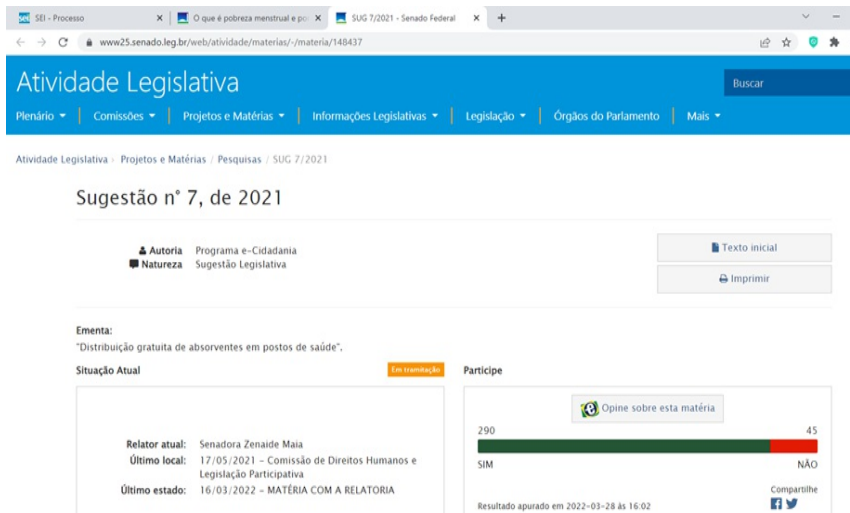 sei SEI - Processo
O que é pobreza menstrual e po
SUG 7/2021 - Senado Federal
www25.senado.leg.br/web/atividade/materias/-/materia/148437
Atividade Legislativa
Buscar
Plenário Comissões Projetos e Matérias Informações Legislativas Legislação Órgãos do Parlamento Mais
Atividade Legislativa / Projetos e Matérias / Pesquisas / SUG 7/2021
Sugestão n° 7, de 2021
Autoria Programa e-Cidadania
Natureza Sugestão Legislativa
Texto inicial
Imprimir
Ementa:
"Distribuição gratuita de absorventes em postos de saúde".
Situação Atual Em tramitação
Relator atual: Senadora Zenaide Maia
Último local: 17/05/2021 – Comissão de Direitos Humanos e
Legislação Participativa
Último estado: 16/03/2022 – MATÉRIA COM A RELATORIA
Participe
Opine sobre esta matéria
290 45
SIM NÃO
Compartilhe
Resultado apurado em 2022-03-28 às 16:02